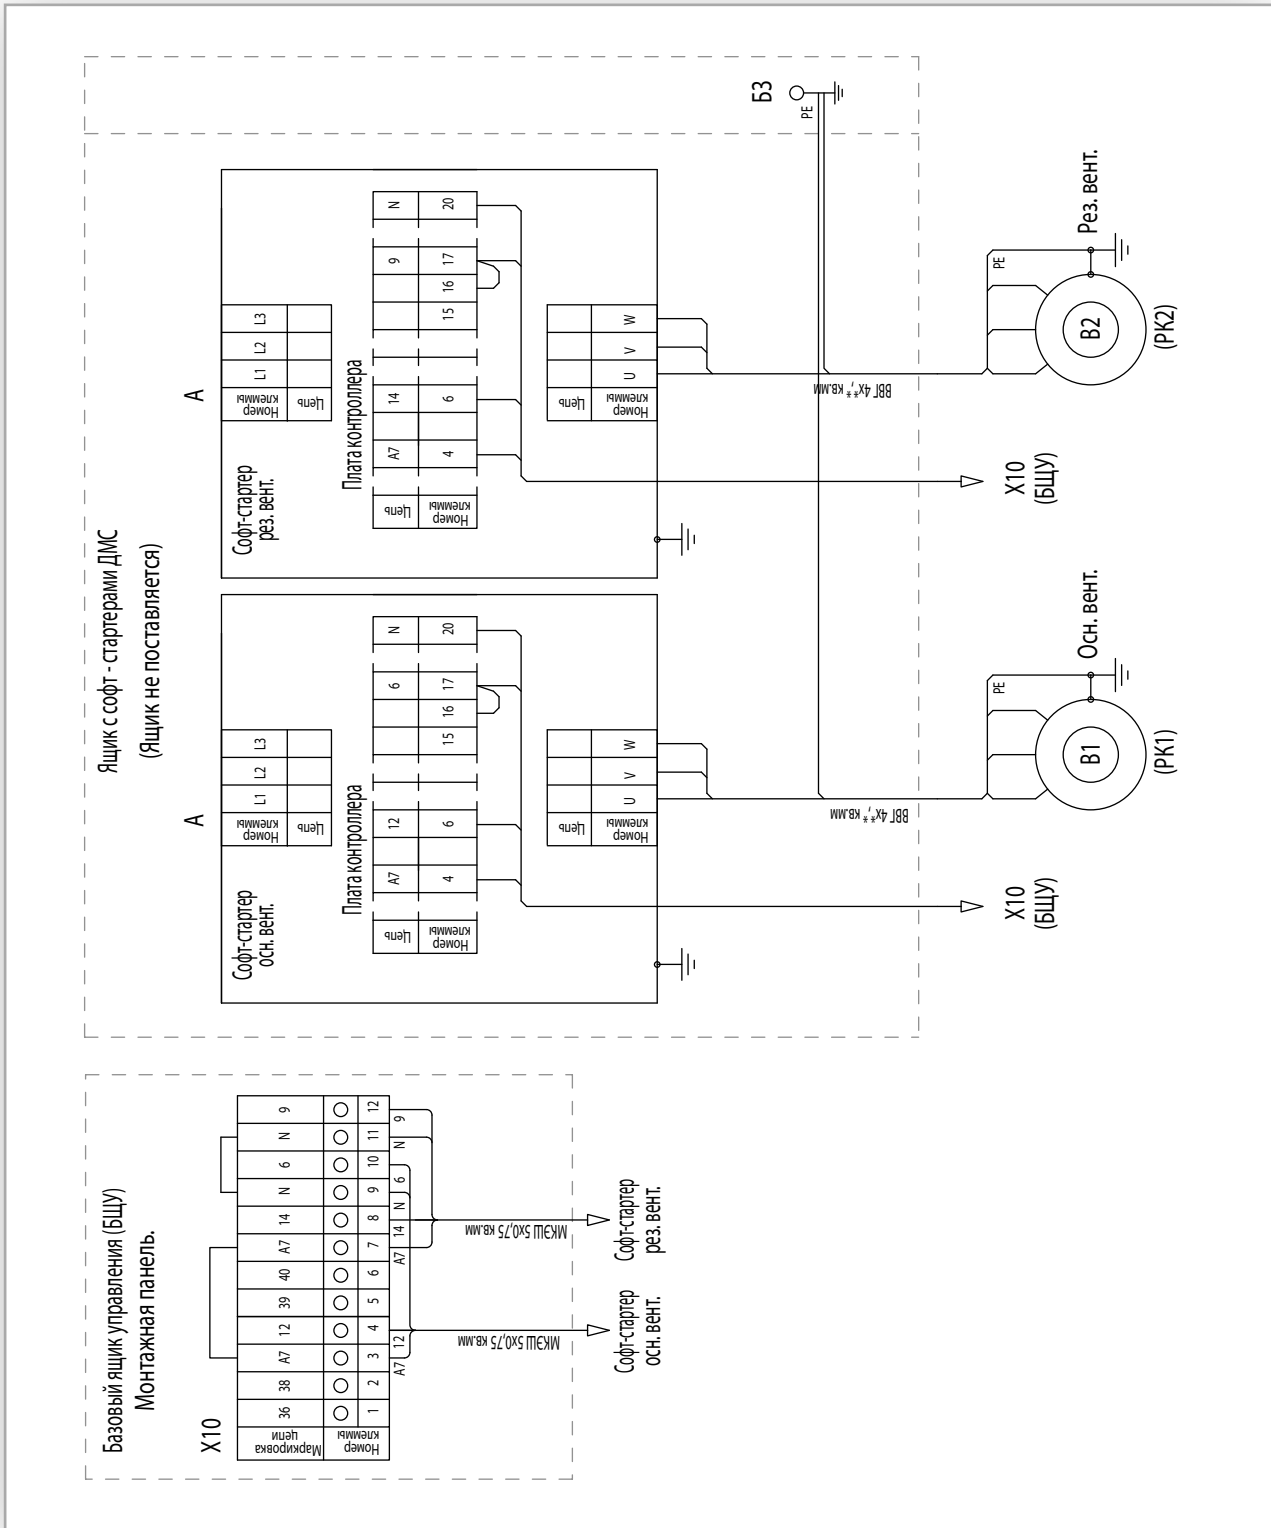 Ящик с софт - стартерами ДМС
(Ящик не поставляется)
БЗ
PE
А
Софт-стартер
рез. вент.
Номер
клеммы
L1
L2
L3
Цепь
Плата контроллера
Цепь
A7
14
9
N
Номер
клеммы
4
6
15
16
17
20
Цепь
Номер
клеммы
U
V
W
ВВГ 4х**, кв.мм
Х10
(БЩУ)
PE
Рез. вент.
В2
(РК2)
А
Софт-стартер
осн. вент.
Номер
клеммы
L1
L2
L3
Цепь
Плата контроллера
Цепь
A7
12
6
N
Номер
клеммы
4
6
15
16
17
20
Цепь
Номер
клеммы
U
V
W
ВВГ 4х**, кв.мм
Х10
(БЩУ)
PE
Осн. вент.
В1
(РК1)
Базовый ящик управления (БЩУ)
Монтажная панель.
Х10
Маркировка
цепи
36
38
A7
12
39
40
A7
14
N
6
N
9
Номер
клеммы
1
2
3
4
5
6
7
8
9
10
11
12
A7
12
A7
14
N
6
N
9
МКЭШ 5х0,75 кв.мм
МКЭШ 5х0,75 кв.мм
Софт-стартер
осн. вент.
Софт-стартер
рез. вент.